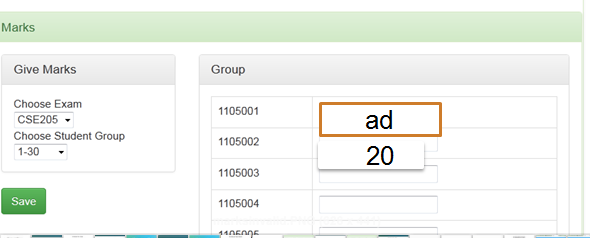 Marks
Give Marks
Choose Exam
CSE205
Choose Student Group
1-30
Save
Group
1105001
ad
1105002
20
1105003
1105004
1105005